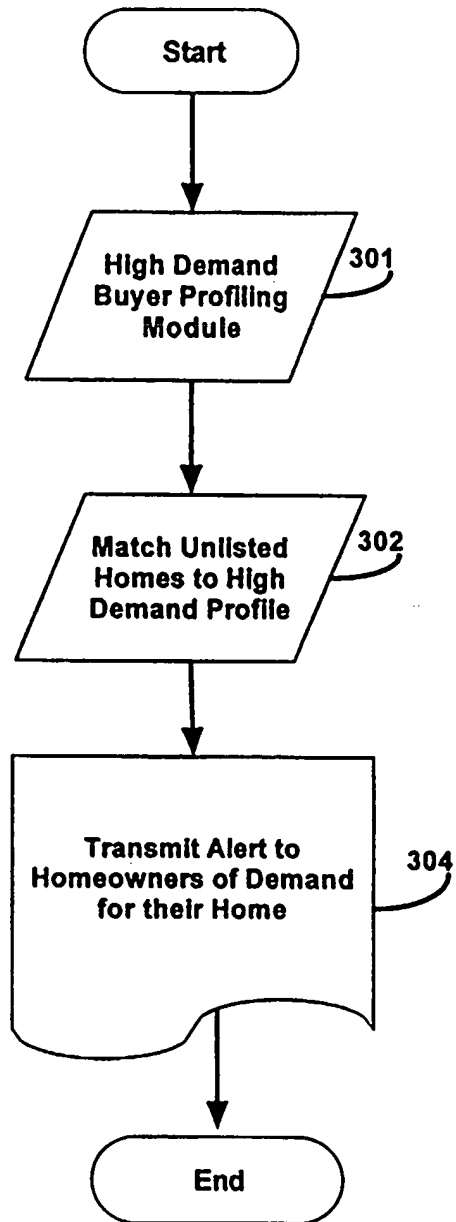 Start
High Demand
Buyer Profiling
Module
301
Match Unlisted
Homes to High
Demand Profile
302
Transmit Alert to
Homeowners of Demand
for their Home
304
End